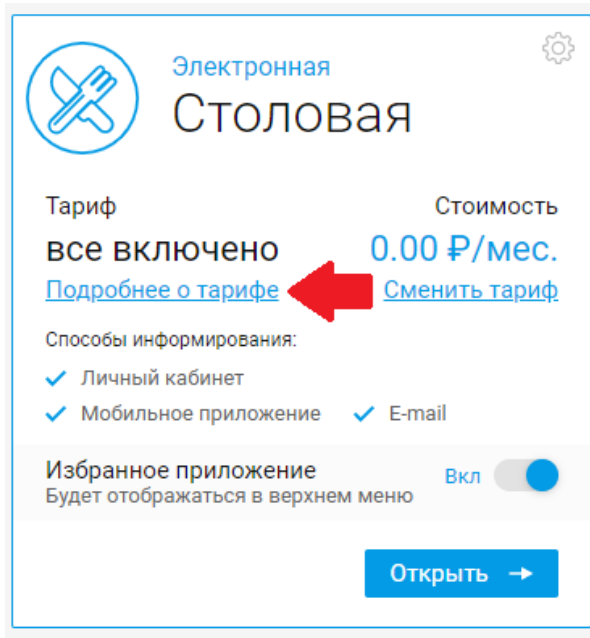 Электронная
Столовая
Тариф
Стоимость
все включено
0.00 ₽/мес.
Подробнее о тарифе
Сменить тариф
Способы информирования:
Личный кабинет
Мобильное приложение
E-mail
Избранное приложение
Вкл
Будет отображаться в верхнем меню
Открыть →